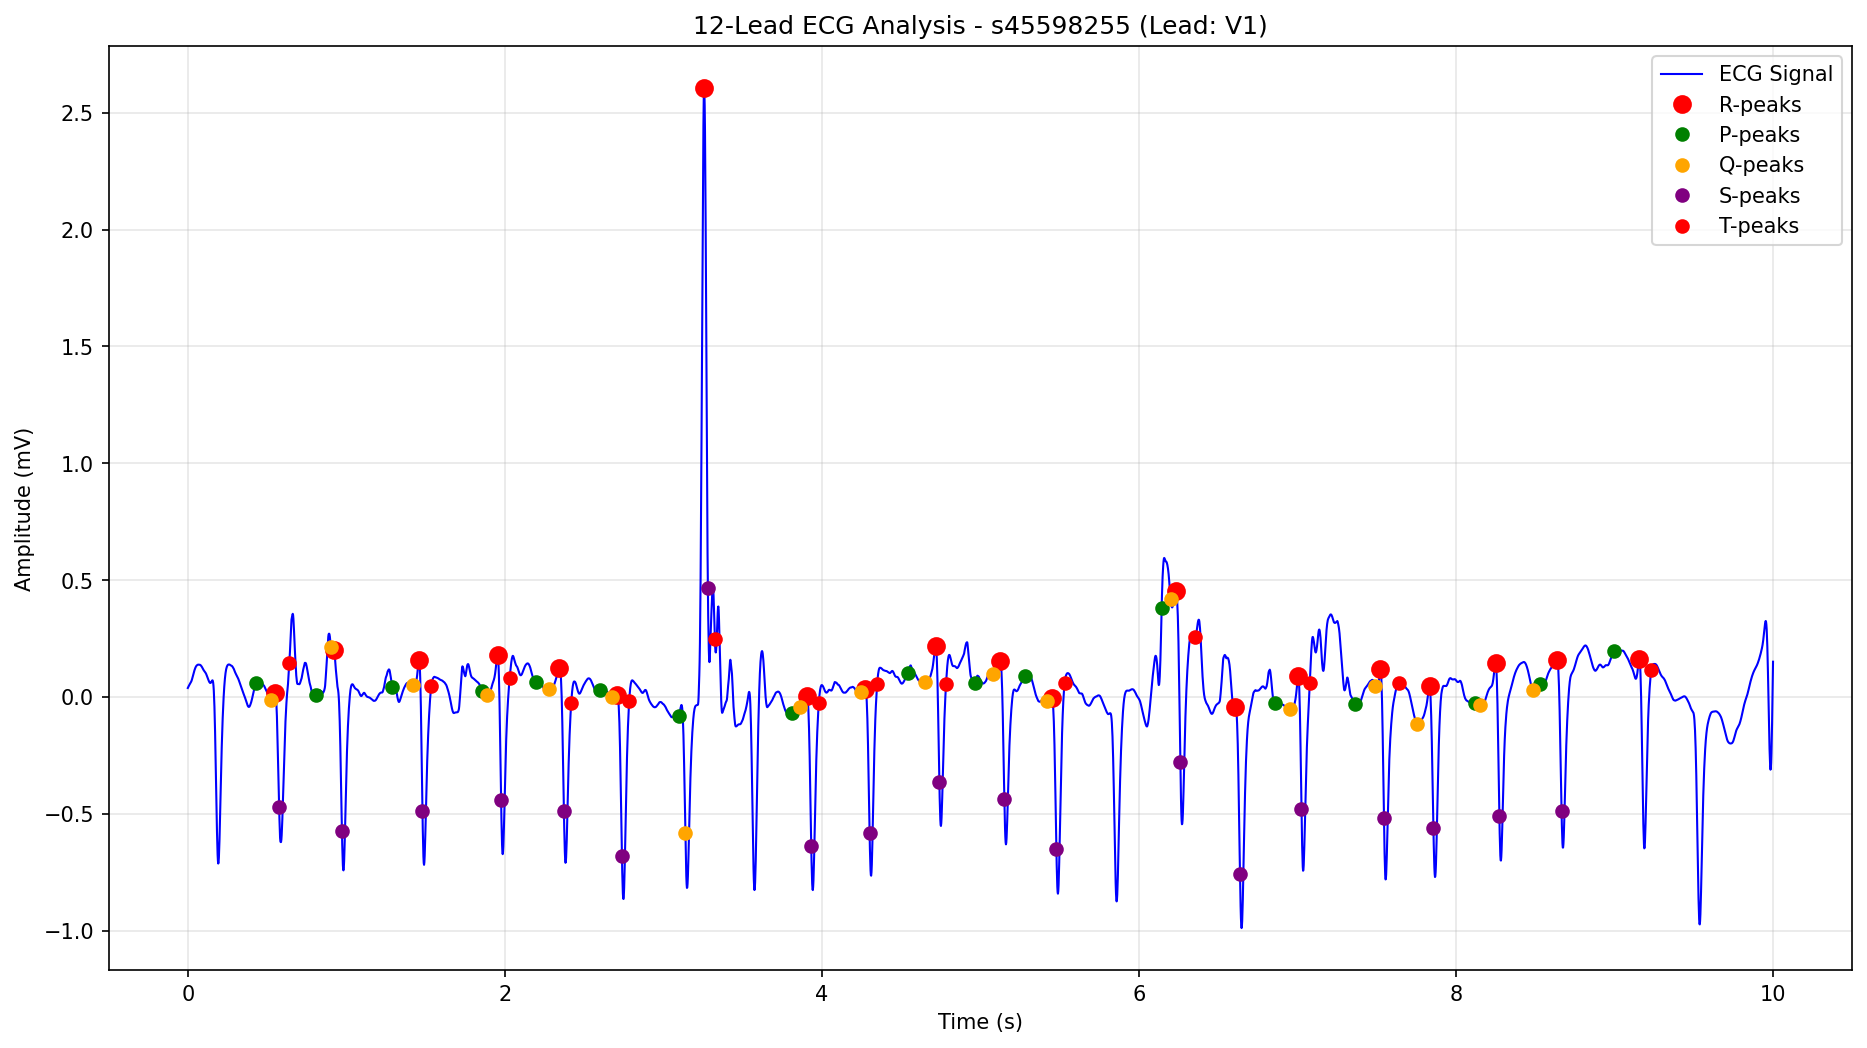 12-Lead ECG Analysis - s45598255 (Lead: V1)
ECG Signal
R-peaks
P-peaks
Q-peaks
S-peaks
T-peaks
Amplitude (mV)
2.5
2.0
1.5
1.0
0.5
0.0
−0.5
−1.0
0 2 4 6 8 10
Time (s)